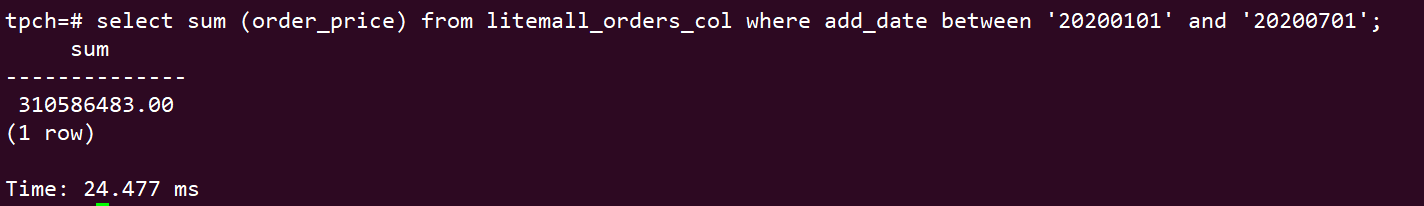 tpch=# select sum (order_price) from litemall_orders_col where add_date between '20200101' and '20200701';
sum
--------------
310586483.00
(1 row)
Time: 24.477 ms